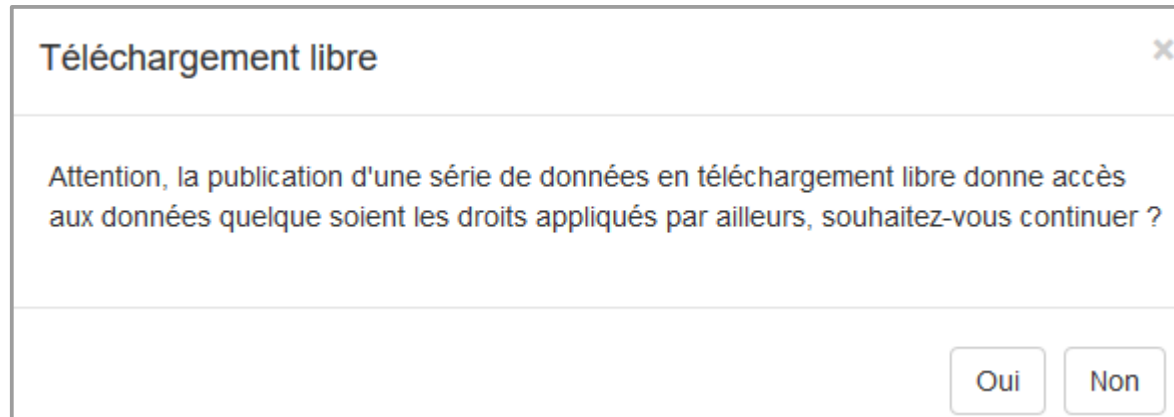 Téléchargement libre
×
Attention, la publication d'une série de données en téléchargement libre donne accès
aux données quelque soient les droits appliqués par ailleurs, souhaitez-vous continuer ?
Oui
Non